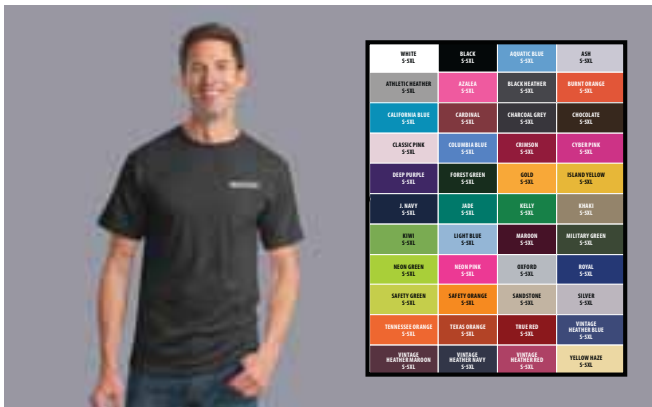 WHITE
S-5XL
BLACK
S-5XL
AQUATIC BLUE
S-5XL
ASH
S-5XL
ATHLETIC HEATHER
S-5XL
AZALEA
S-5XL
BLACK HEATHER
S-5XL
BURNT ORANGE
S-5XL
CALIFORNIA BLUE
S-5XL
CARDINAL
S-5XL
CHARCOAL GREY
S-5XL
CHOCOLATE
S-5XL
CLASSIC PINK
S-5XL
COLUMBIA BLUE
S-5XL
CRIMSON
S-5XL
CYBER PINK
S-5XL
DEEP PURPLE
S-5XL
FOREST GREEN
S-5XL
GOLD
S-5XL
ISLAND YELLOW
S-5XL
J. NAVY
S-5XL
JADE
S-5XL
KELLY
S-5XL
KHAKI
S-5XL
KIWI
S-5XL
LIGHT BLUE
S-5XL
MAROON
S-5XL
MILITARY GREEN
S-5XL
NEON GREEN
S-5XL
NEON PINK
S-5XL
OXFORD
S-5XL
ROYAL
S-5XL
SAFETY GREEN
S-5XL
SAFETY ORANGE
S-5XL
SANDSTONE
S-5XL
SILVER
S-5XL
TENNESSEE ORANGE
S-5XL
TEXAS ORANGE
S-5XL
TRUE RED
S-5XL
VINTAGE
HEATHER BLUE
S-5XL
VINTAGE
HEATHER MAROON
S-5XL
VINTAGE
HEATHER NAVY
S-5XL
VINTAGE
HEATHER RED
S-5XL
YELLOW HAZE
S-5XL